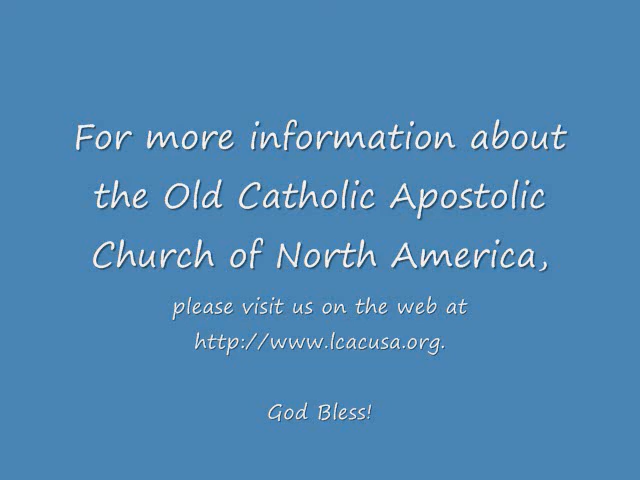 For more information about
the Old Catholic Apostolic
Church of North America,
please visit us on the web at
http://www.lcacusa.org.
God Bless!